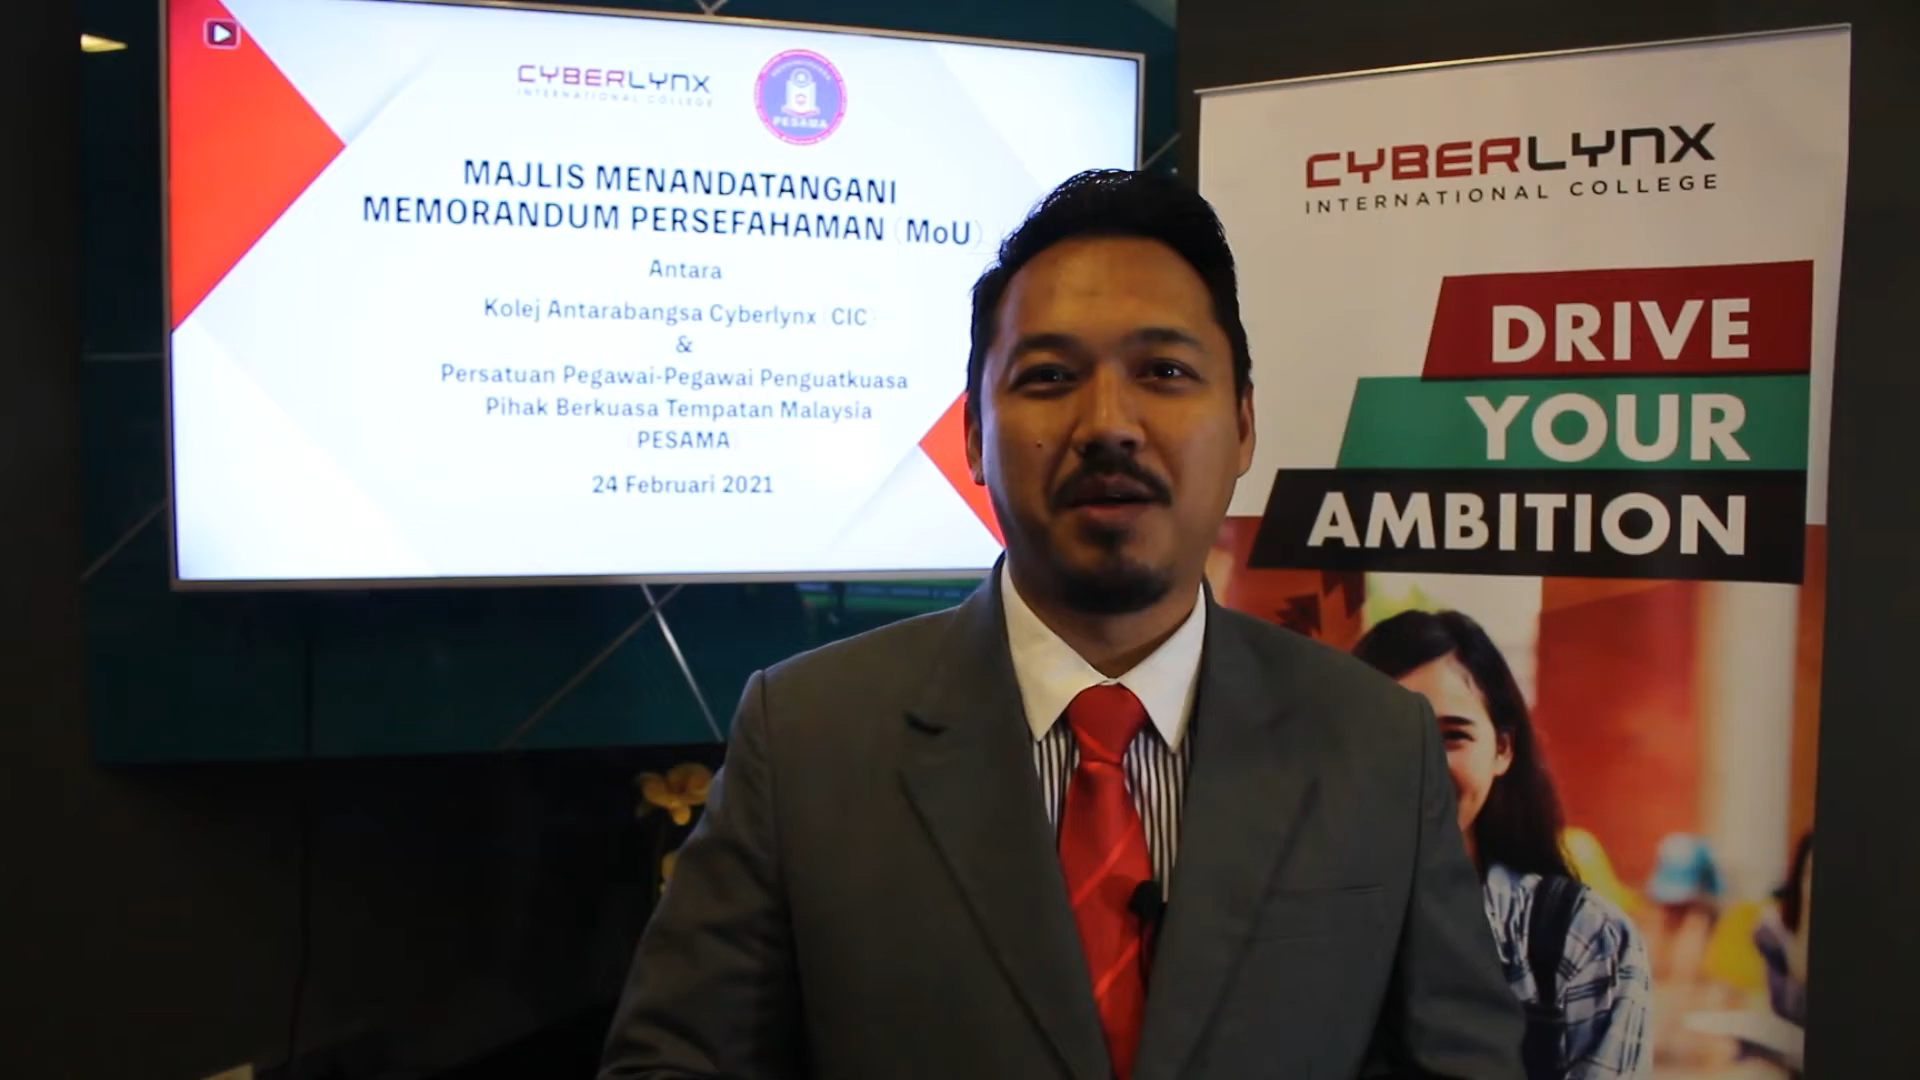 CYBERLYNX
INTERNATIONAL COLLEGE
PESAMA
MAJLIS MENANDATANGANI
MEMORANDUM PERSEFAHAMAN (MoU)
Antara
Kolej Antarabangsa Cyberlynx (CIC)
&
Persatuan Pegawai-Pegawai Penguatkuasa
Pihak Berkuasa Tempatan Malaysia
(PESAMA)
24 Februari 2021
CYBERLYNX
INTERNATIONAL COLLEGE
DRIVE
YOUR
AMBITION